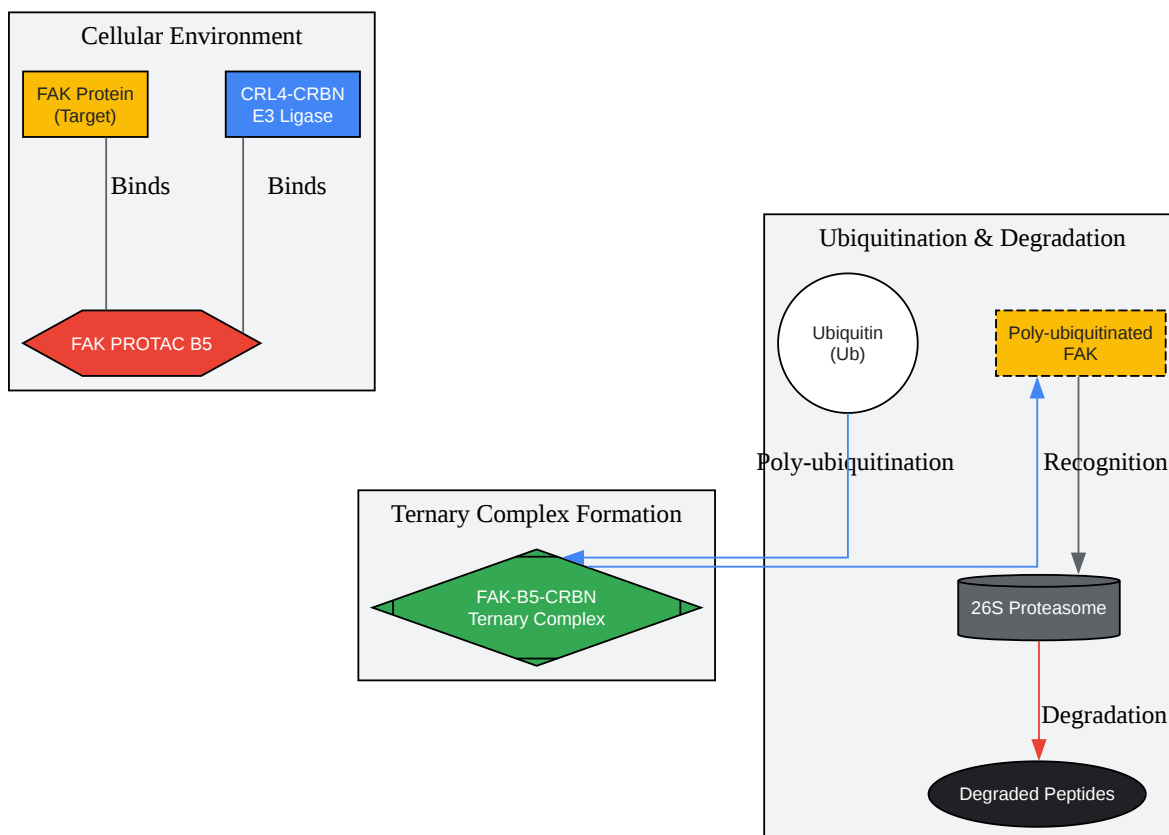 Cellular Environment
FAK Protein
(Target)
CRL4-CRBN
E3 Ligase
Binds
Binds
FAK PROTAC B5
Ubiquitination & Degradation
Ubiquitin
(Ub)
Poly-ubiquitinated
FAK
Poly-ubiquitination
Recognition
Ternary Complex Formation
FAK-B5-CRBN
Ternary Complex
26S Proteasome
Degradation
Degraded Peptides